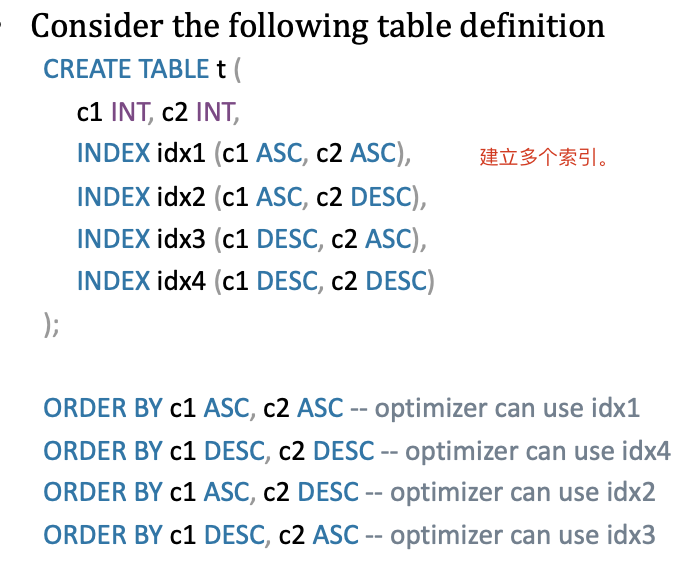 Consider the following table definition
CREATE TABLE t (
c1 INT, c2 INT,
INDEX idx1 (c1 ASC, c2 ASC),
建立多个索引。
INDEX idx2 (c1 ASC, c2 DESC),
INDEX idx3 (c1 DESC, c2 ASC),
INDEX idx4 (c1 DESC, c2 DESC)
);
ORDER BY c1 ASC, c2 ASC -- optimizer can use idx1
ORDER BY c1 DESC, c2 DESC -- optimizer can use idx4
ORDER BY c1 ASC, c2 DESC -- optimizer can use idx2
ORDER BY c1 DESC, c2 ASC -- optimizer can use idx3